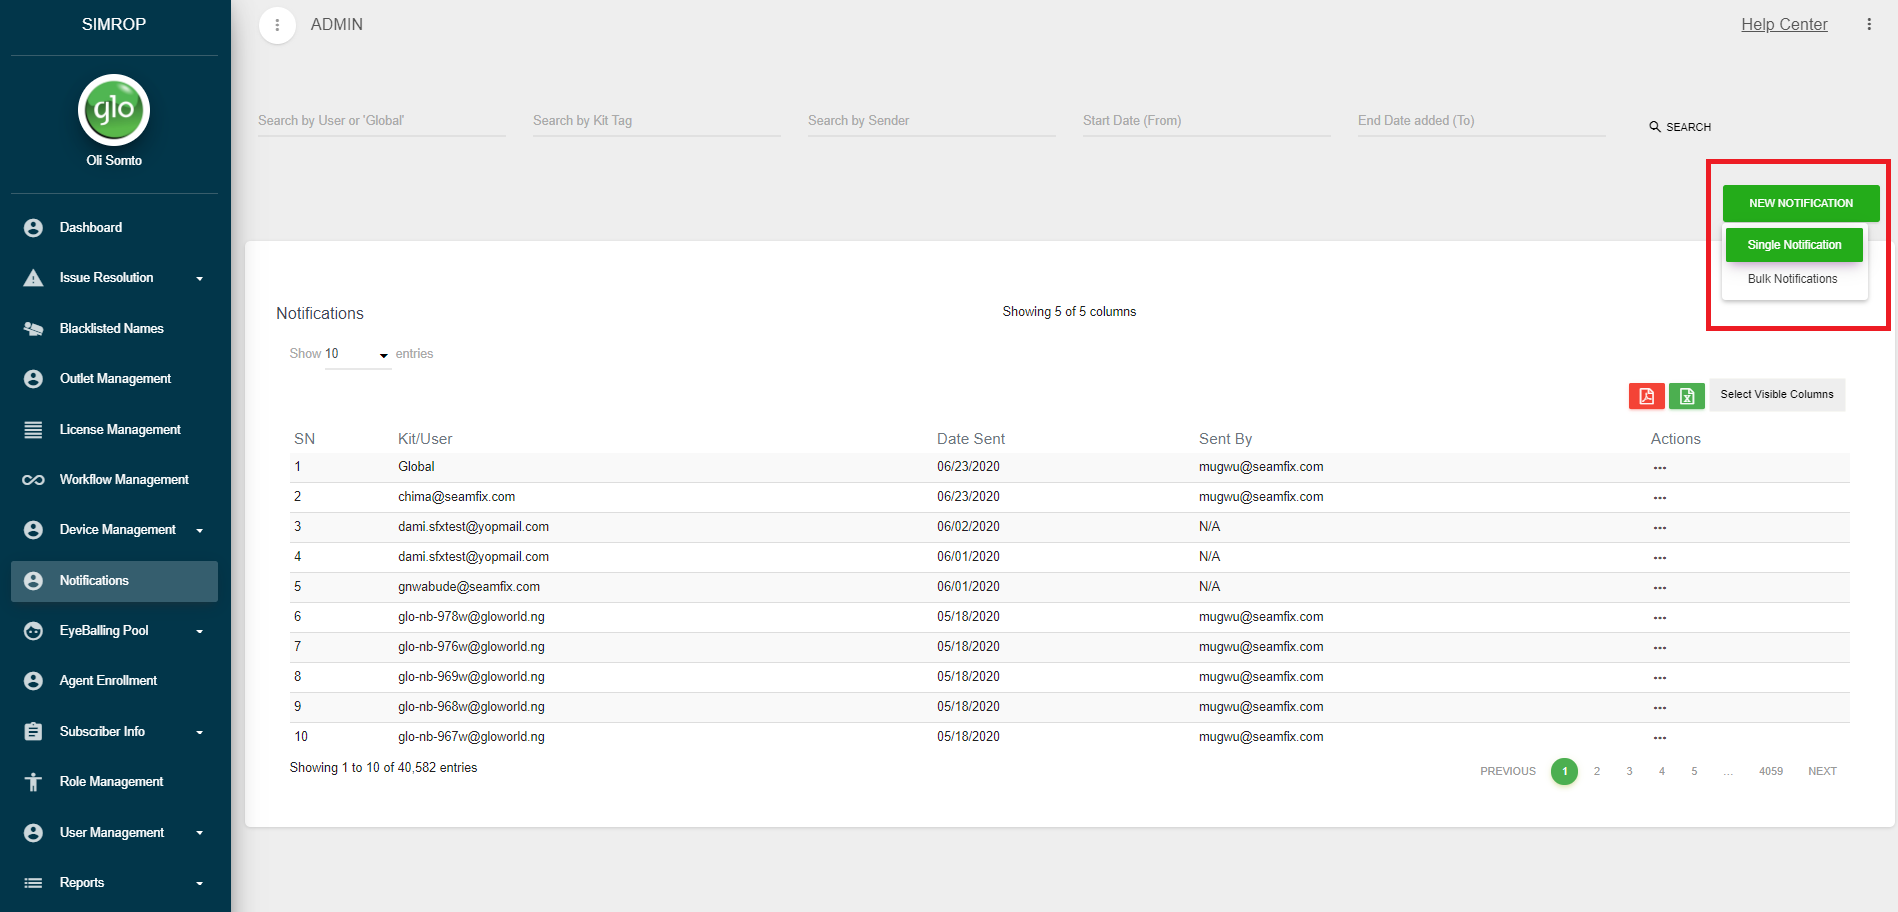 SIMROP
glo
Oli Somto
Dashboard
Issue Resolution
Blacklisted Names
Outlet Management
License Management
Workflow Management
Device Management
Notifications
EyeBalling Pool
Agent Enrollment
Subscriber Info
Role Management
User Management
Reports
ADMIN
Help Center
Search by User or 'Global'
Search by Kit Tag
Search by Sender
Start Date (From)
End Date added (To)
SEARCH
NEW NOTIFICATION
Single Notification
Bulk Notifications
Notifications
Showing 5 of 5 columns
Show 10 entries
Select Visible Columns
SN Kit/User Date Sent Sent By Actions
1 Global 06/23/2020 mugwu@seamfix.com ...
2 chima@seamfix.com 06/23/2020 mugwu@seamfix.com ...
3 dami.sfxtest@yopmail.com 06/02/2020 N/A ...
4 dami.sfxtest@yopmail.com 06/01/2020 N/A ...
5 gnwabude@seamfix.com 06/01/2020 N/A ...
6 glo-nb-978w@gloworld.ng 05/18/2020 mugwu@seamfix.com ...
7 glo-nb-976w@gloworld.ng 05/18/2020 mugwu@seamfix.com ...
8 glo-nb-969w@gloworld.ng 05/18/2020 mugwu@seamfix.com ...
9 glo-nb-968w@gloworld.ng 05/18/2020 mugwu@seamfix.com ...
10 glo-nb-967w@gloworld.ng 05/18/2020 mugwu@seamfix.com ...
Showing 1 to 10 of 40,582 entries
PREVIOUS 1 2 3 4 5 ... 4059 NEXT